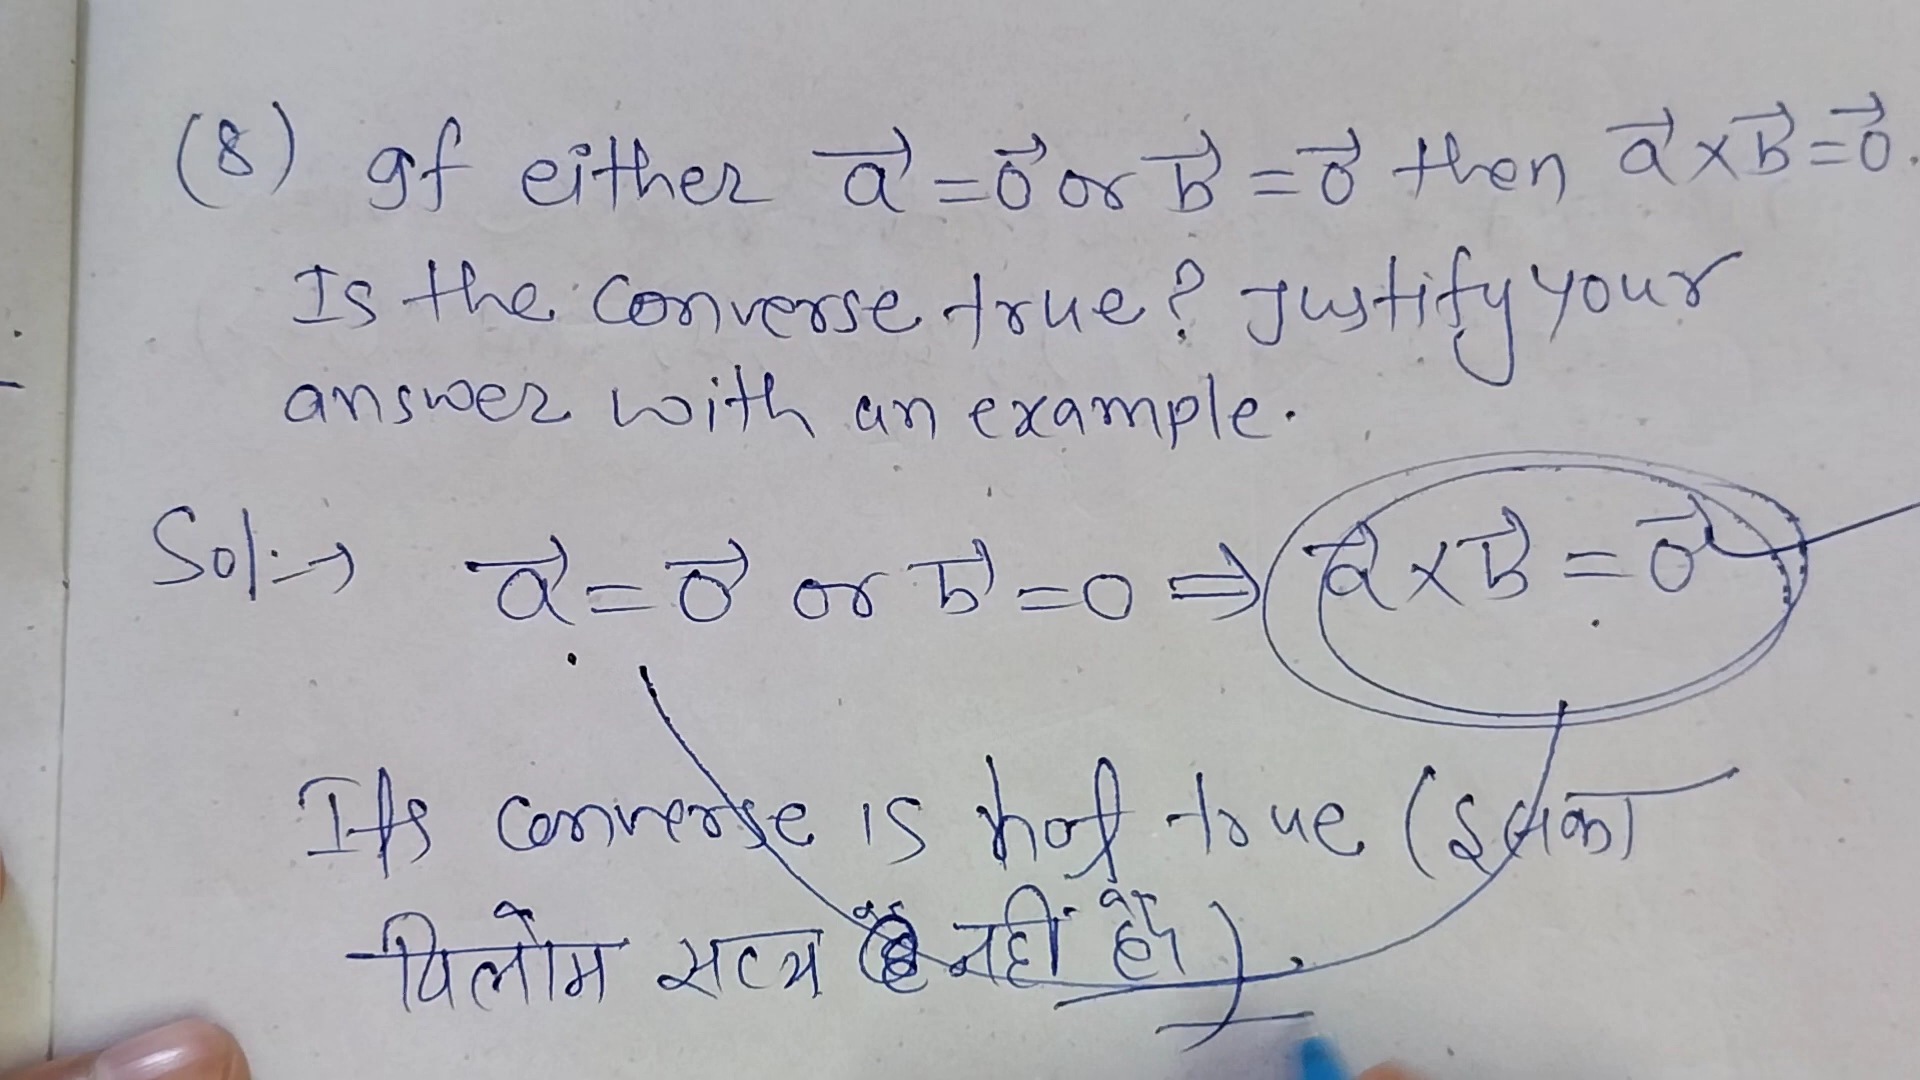 (8) If either a⃗ = 0⃗ or b⃗ = 0⃗ then a⃗ × b⃗ = 0⃗.
Is the converse true? Justify your
answer with an example.
Sol:→ a⃗ = 0⃗ or b⃗ = 0 ⇒ a⃗ × b⃗ = 0⃗
Its converse is not true (इसका
विलोम सत्य नहीं है).